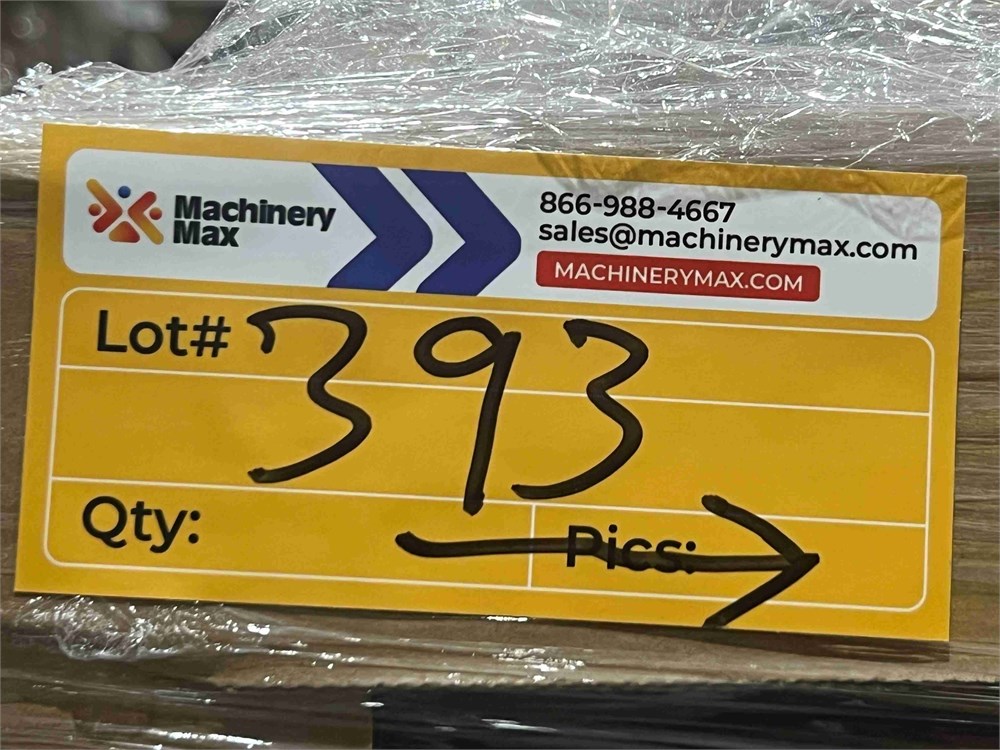 Machinery
Max
866-988-4667
sales@machinerymax.com
MACHINERYMAX.COM
Lot# 393
Qty:
Pics: